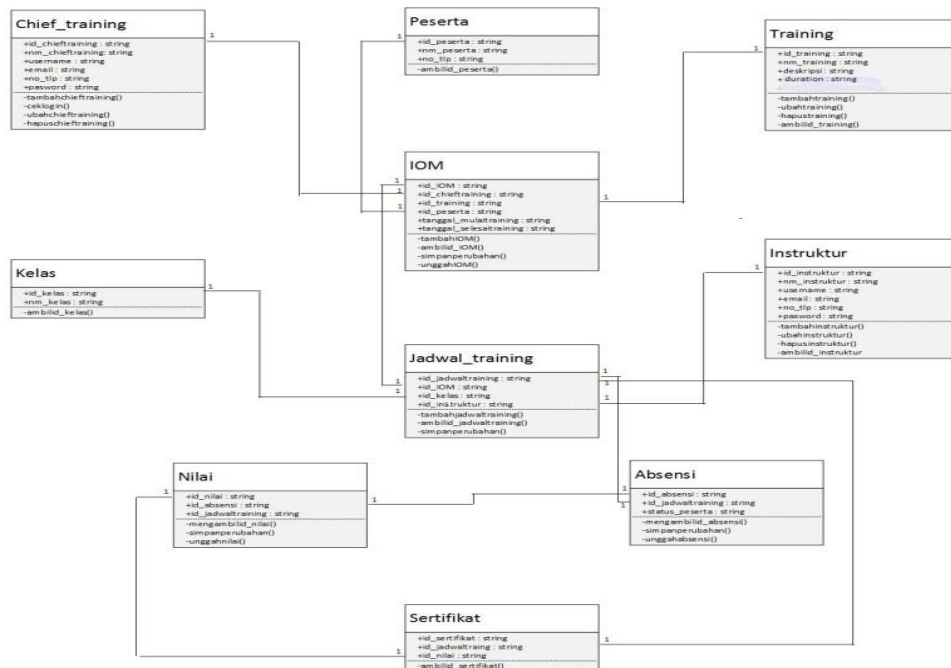 Chief_training
+id_chieftraining : string
+nm_chieftraining: string
+username : string
+email : string
+no_tlp : string
+pasword : string
-tambahchieftraining()
-ceklogin()
-ubahchieftraining()
-hapuschieftraining()
1
Peserta
+id_peserta : string
+nm_peserta : string
+no_tlp : string
-ambilid_peserta()
1
Training
+id_training : string
+nm_training : string
+deskripsi : string
+duration : string
-tambahtraining()
-ubahtraining()
-hapustraining()
-ambilid_training()
1
IOM
+id_IOM : string
+id_chieftraining : string
+id_training : string
+id_peserta : string
+tanggal_mulaitraining : string
+tanggal_selesaitraining : string
-tambahIOM()
-ambilid_IOM()
-simpanperubahan()
-unggahIOM()
1
1
1
1
Kelas
+id_kelas : string
+nm_kelas : string
-ambilid_kelas()
1
Instruktur
+id_instruktur : string
+nm_instruktur : string
+username : string
+email : string
+no_tlp : string
+pasword : string
-tambahinstruktur()
-ubahinstruktur()
-hapusinstruktur()
-ambilid_instruktur
1
Jadwal_training
+id_jadwaltraining : string
+id_IOM : string
+id_kelas : string
+id_instruktur : string
-tambahjadwaltraining()
-ambilid_jadwaltraining()
-simpanperubahan()
1
1
1
1
1
Nilai
+id_nilai : string
+id_absensi : string
+id_jadwaltraining : string
-mengambilid_nilai()
-simpanperubahan()
-unggahnilai()
1
1
Absensi
+id_absensi : string
+id_jadwaltraining : string
+status_peserta : string
-mengambilid_absensi()
-simpanperubahan()
-unggahabsensi()
1
1
Sertifikat
+id_sertifikat : string
+id_jadwaltraing : string
+id_nilai : string
-ambilid_sertifikat()
1
1